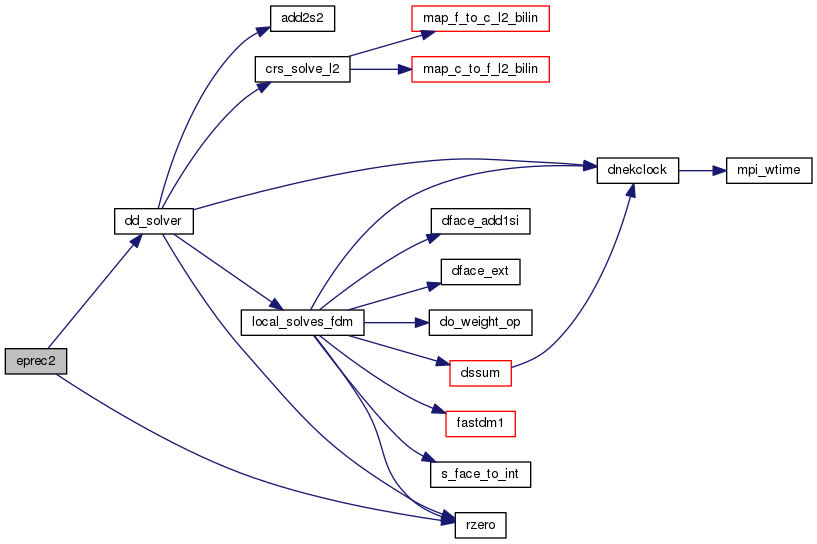 add2s2
map_f_to_c_l2_bilin
crs_solve_l2
map_c_to_f_l2_bilin
dnekclock
mpi_wtime
dd_solver
dface_add1si
dface_ext
local_solves_fdm
do_weight_op
eprec2
dssum
fastdm1
s_face_to_int
rzero